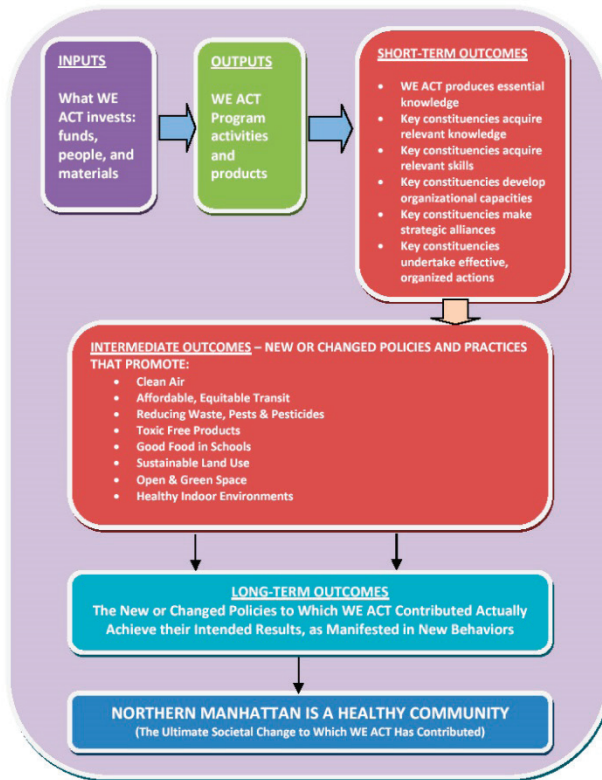 INPUTS
What WE
ACT invests:
funds,
people, and
materials
OUTPUTS
WE ACT
Program
activities
and
products
SHORT-TERM OUTCOMES
• WE ACT produces essential
knowledge
• Key constituencies acquire
relevant knowledge
• Key constituencies acquire
relevant skills
• Key constituencies develop
organizational capacities
• Key constituencies make
strategic alliances
• Key constituencies
undertake effective,
organized actions
INTERMEDIATE OUTCOMES – NEW OR CHANGED POLICIES AND PRACTICES
THAT PROMOTE:
• Clean Air
• Affordable, Equitable Transit
• Reducing Waste, Pests & Pesticides
• Toxic Free Products
• Good Food in Schools
• Sustainable Land Use
• Open & Green Space
• Healthy Indoor Environments
LONG-TERM OUTCOMES
The New or Changed Policies to Which WE ACT Contributed Actually
Achieve their Intended Results, as Manifested in New Behaviors
NORTHERN MANHATTAN IS A HEALTHY COMMUNITY
(The Ultimate Societal Change to Which WE ACT Has Contributed)